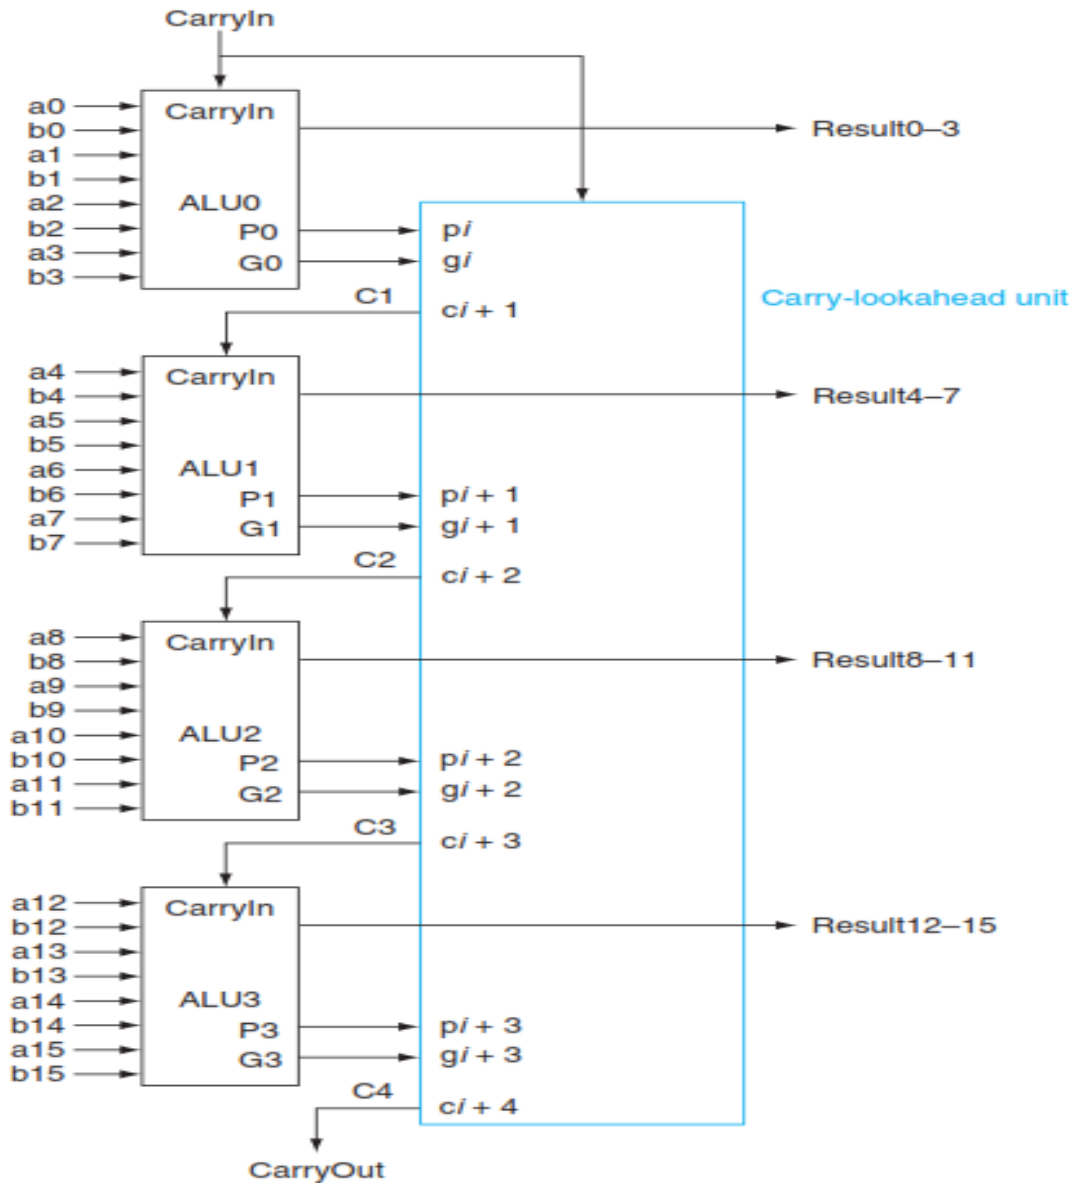 CarryIn
a0
b0
a1
b1
a2
b2
a3
b3
CarryIn
ALU0
P0
G0
Result0–3
pi
gi
C1
ci + 1
Carry-lookahead unit
a4
b4
a5
b5
a6
b6
a7
b7
CarryIn
ALU1
P1
G1
Result4–7
pi + 1
gi + 1
C2
ci + 2
a8
b8
a9
b9
a10
b10
a11
b11
CarryIn
ALU2
P2
G2
Result8–11
pi + 2
gi + 2
C3
ci + 3
a12
b12
a13
b13
a14
b14
a15
b15
CarryIn
ALU3
P3
G3
Result12–15
pi + 3
gi + 3
C4
ci + 4
CarryOut